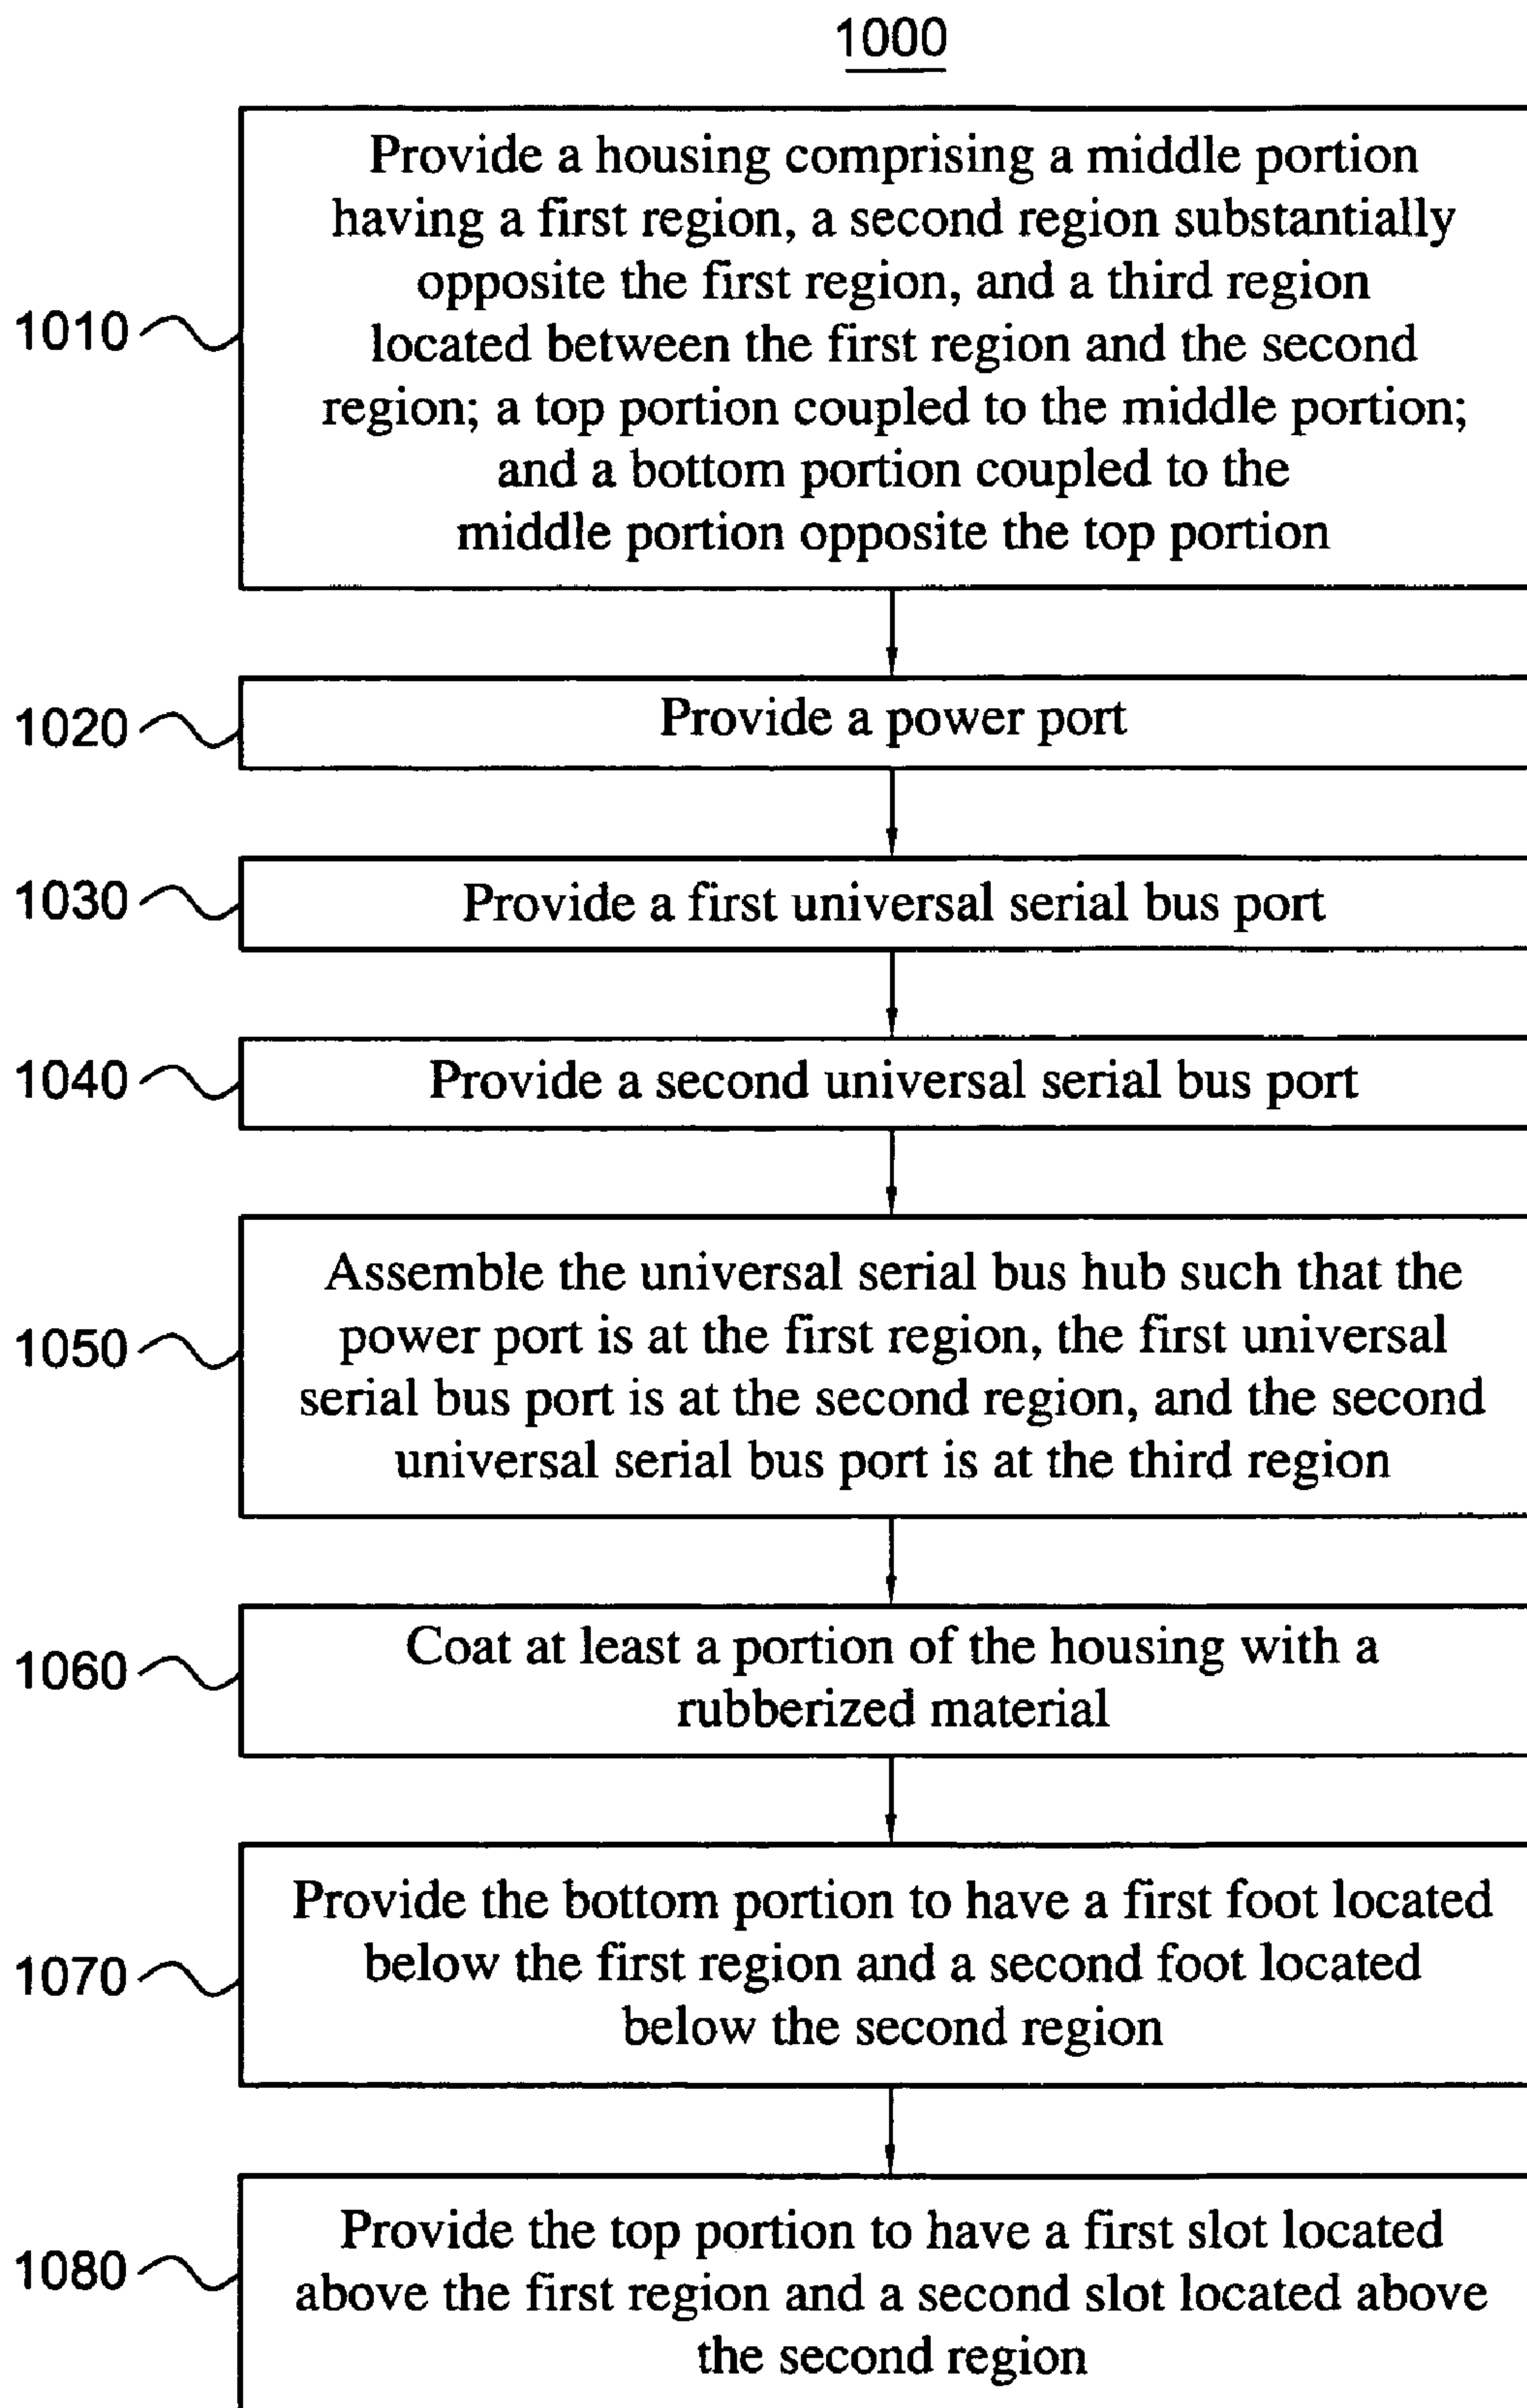 1000
Provide a housing comprising a middle portion
having a first region, a second region substantially
opposite the first region, and a third region
located between the first region and the second
region; a top portion coupled to the middle portion;
and a bottom portion coupled to the
middle portion opposite the top portion
1010
Provide a power port
1020
Provide a first universal serial bus port
1030
Provide a second universal serial bus port
1040
Assemble the universal serial bus hub such that the
power port is at the first region, the first universal
serial bus port is at the second region, and the second
universal serial bus port is at the third region
1050
Coat at least a portion of the housing with a
rubberized material
1060
Provide the bottom portion to have a first foot located
below the first region and a second foot located
below the second region
1070
Provide the top portion to have a first slot located
above the first region and a second slot located above
the second region
1080